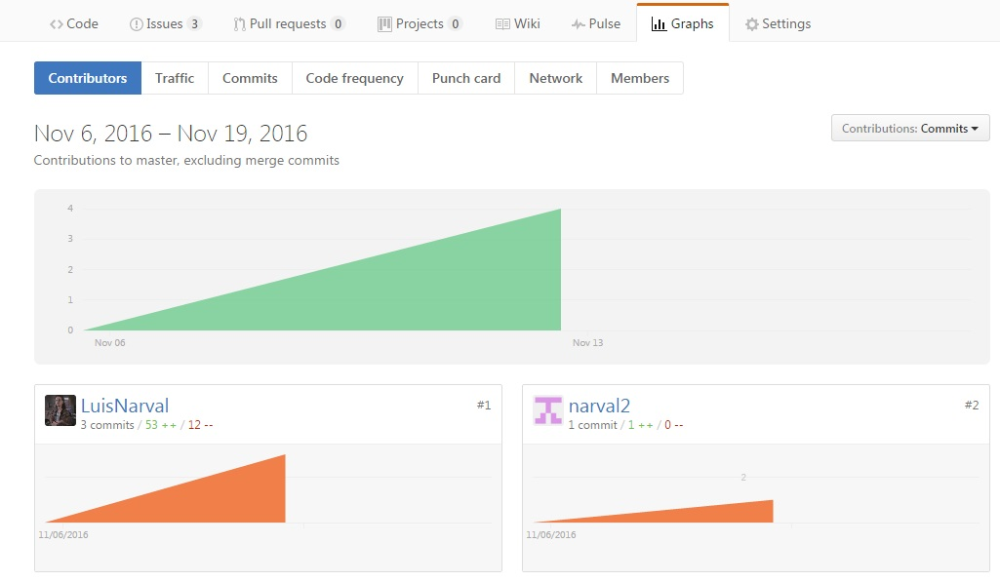 Code Issues 3 Pull requests 0 Projects 0 Wiki Pulse Graphs Settings
Contributors Traffic Commits Code frequency Punch card Network Members
Nov 6, 2016 – Nov 19, 2016
Contributions: Commits
Contributions to master, excluding merge commits
4
3
2
1
0
Nov 06 Nov 13
LuisNarval #1
3 commits / 53 ++ / 12 --
11/06/2016
narval2 #2
1 commit / 1 ++ / 0 --
2
11/06/2016